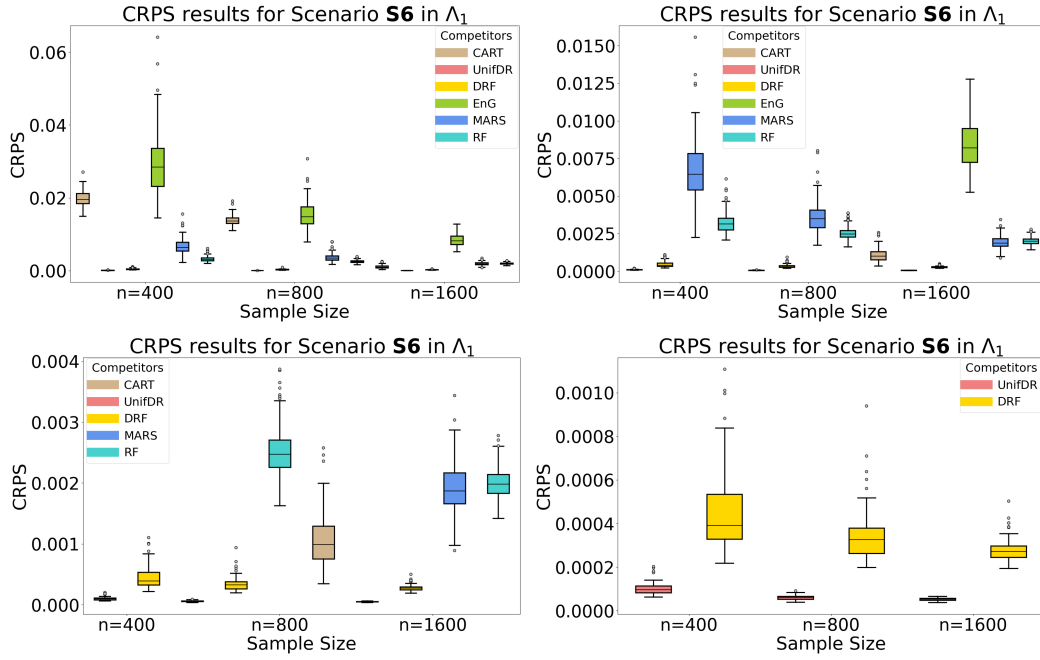 CRPS results for Scenario S6 in Λ₁
CRPS
0.06
0.04
0.02
0.00
Competitors
CART
UnifDR
DRF
EnG
MARS
RF
n=400
n=800
n=1600
Sample Size
CRPS results for Scenario S6 in Λ₁
CRPS
0.0150
0.0125
0.0100
0.0075
0.0050
0.0025
0.0000
Competitors
CART
UnifDR
DRF
EnG
MARS
RF
n=400
n=800
n=1600
Sample Size
CRPS results for Scenario S6 in Λ₁
CRPS
0.004
0.003
0.002
0.001
0.000
Competitors
CART
UnifDR
DRF
MARS
RF
n=400
n=800
n=1600
Sample Size
CRPS results for Scenario S6 in Λ₁
CRPS
0.0010
0.0008
0.0006
0.0004
0.0002
0.0000
Competitors
UnifDR
DRF
n=400
n=800
n=1600
Sample Size